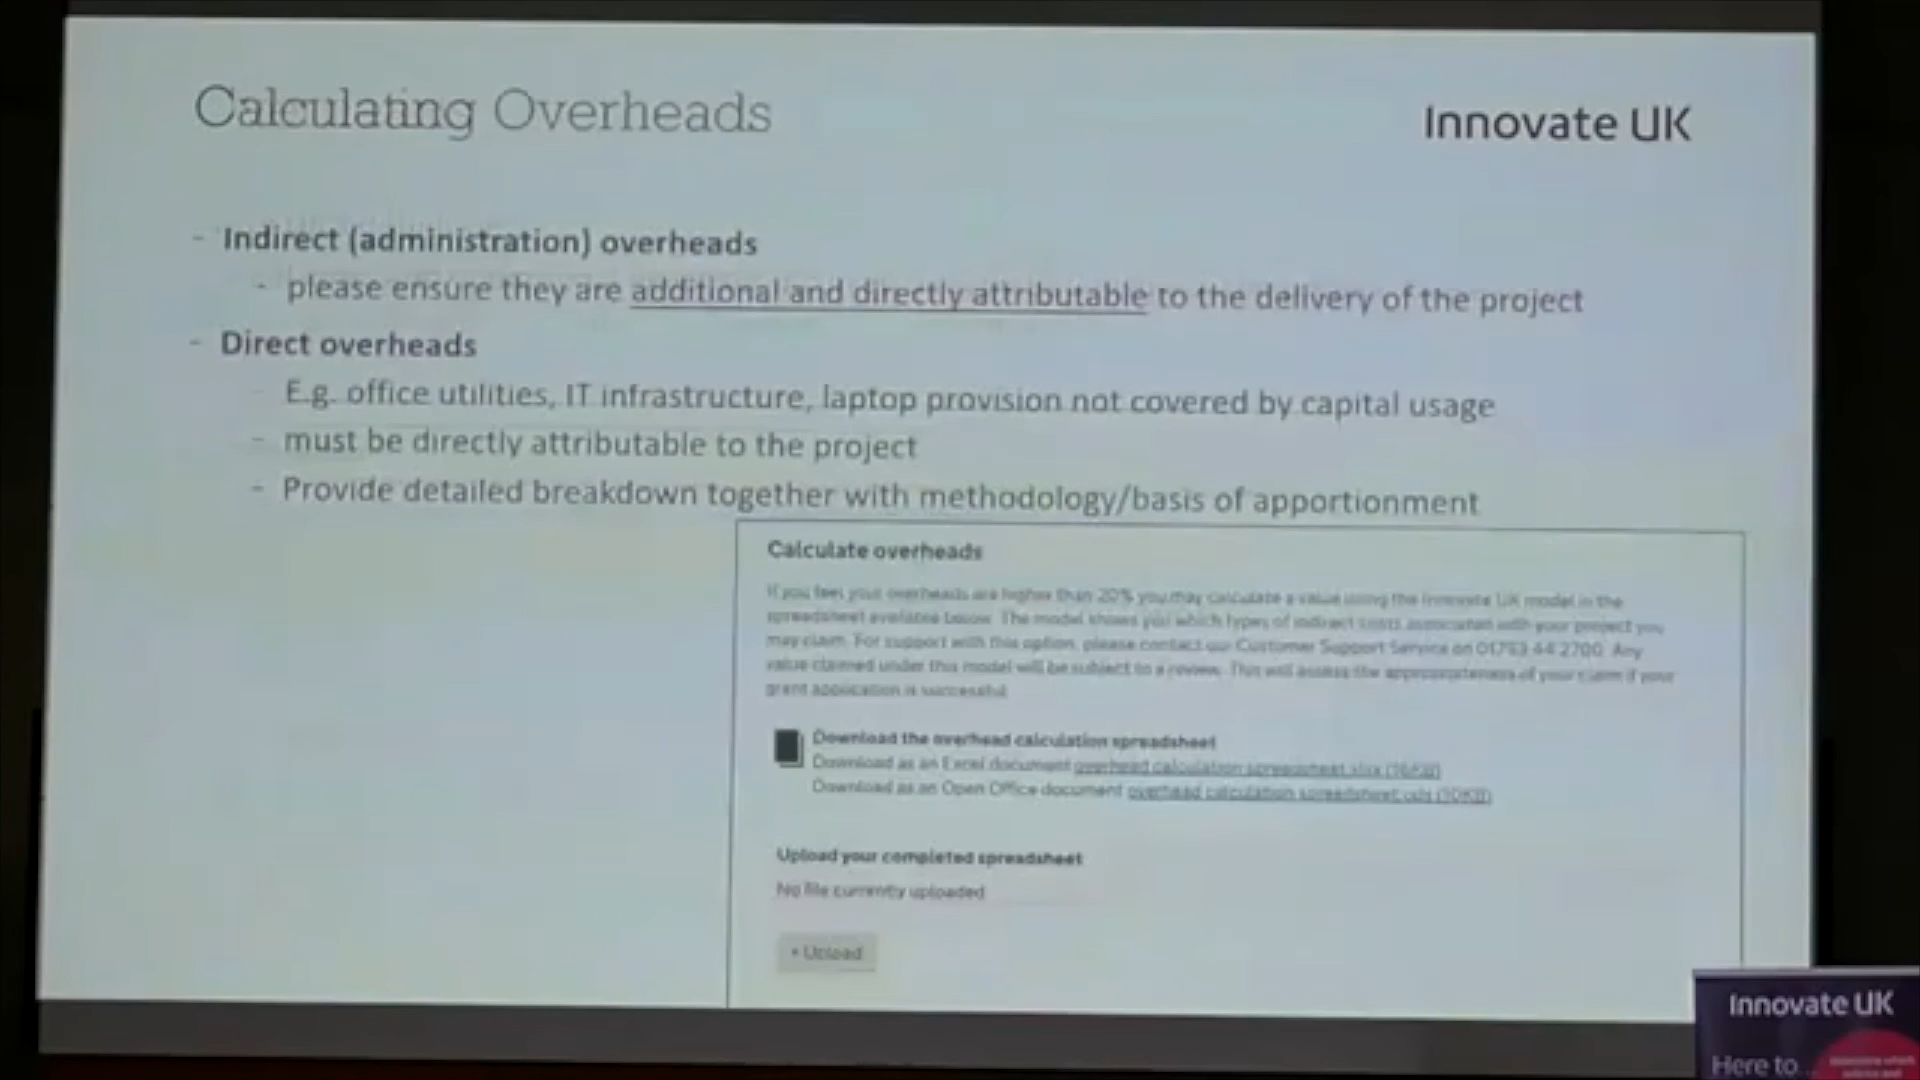 Calculating Overheads
Innovate UK
- Indirect (administration) overheads
- please ensure they are additional and directly attributable to the delivery of the project
- Direct overheads
- E.g. office utilities, IT infrastructure, laptop provision not covered by capital usage
- must be directly attributable to the project
- Provide detailed breakdown together with methodology/basis of apportionment
Calculate overheads
If you feel your overheads are higher than 20% you may calculate a value using the Innovate UK model in the
spreadsheet available below. The model shows you which types of indirect costs associated with your project you
may claim. For support with this option, please contact our Customer Support Service on Any
value claimed under this model will be subject to a review. This will assess the appropriateness of your claim if your
grant application is successful.
Download the overhead calculation spreadsheet
Download as an Excel document overhead calculation spreadsheet.xlsx
Download as an Open Office document overhead calculation spreadsheet.ods
Upload your completed spreadsheet
No file currently uploaded
+ Upload
Innovate UK
Here to